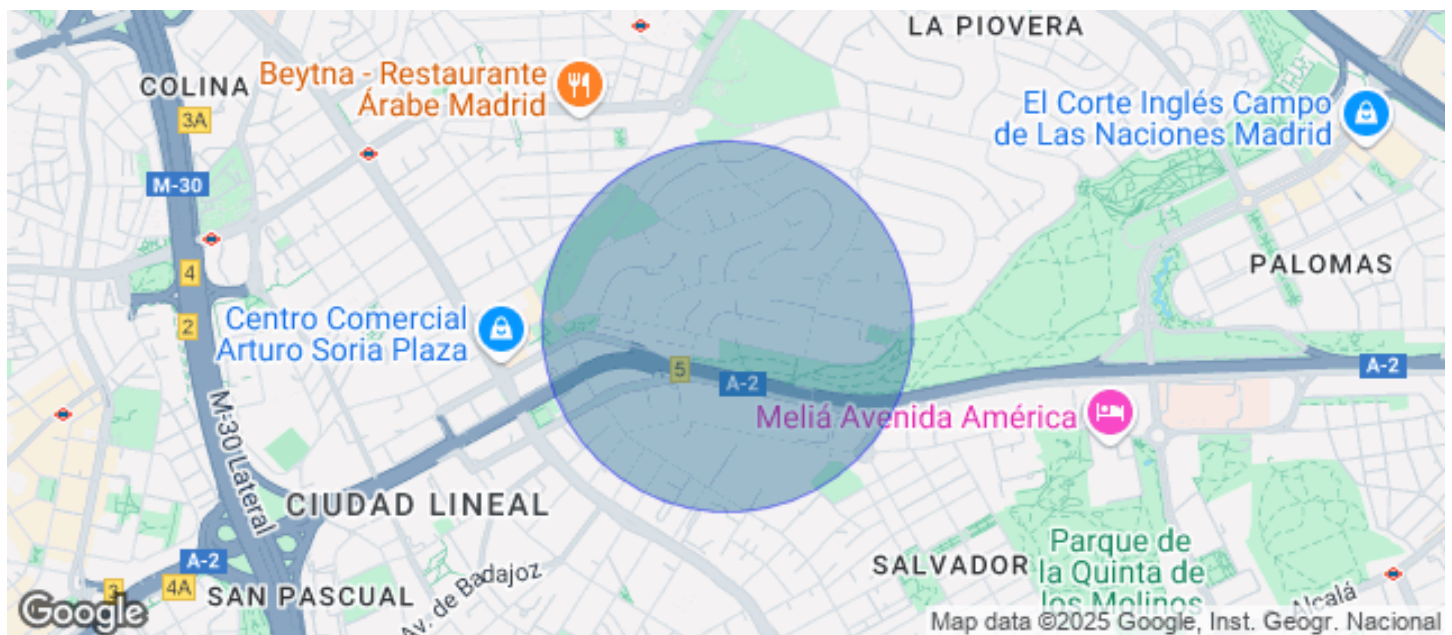 LA PIOVERA
COLINA
Beytna - Restaurante
Árabe Madrid
3A
El Corte Inglés Campo
de Las Naciones Madrid
M-30
4
PALOMAS
2
Centro Comercial
Arturo Soria Plaza
5
A-2
A-2
Meliá Avenida América
M-30 Lateral
CIUDAD LINEAL
A-2
3
4A
SAN PASCUAL
Av. de Badajoz
SALVADOR
Parque de
la Quinta de
los Molinos
Alcalá
Google
Map data ©2025 Google, Inst. Geogr. Nacional